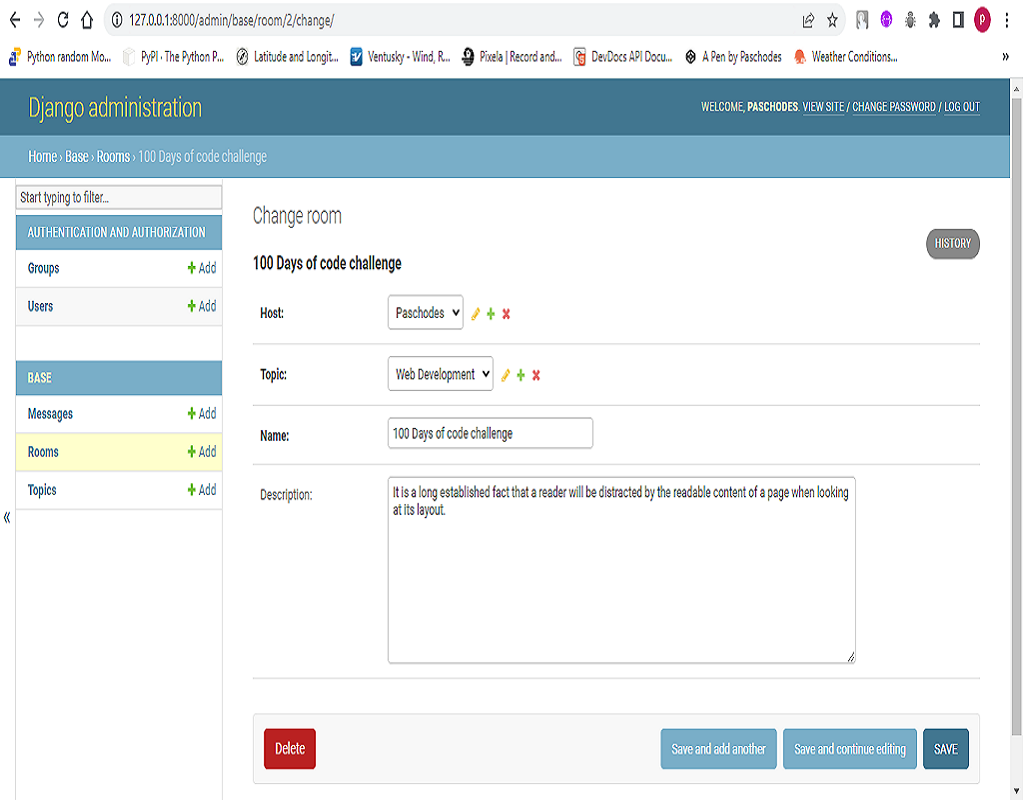 127.0.0.1:8000/admin/base/room/2/change/
P
Python random Mo... PyPI · The Python P... Latitude and Longit... Ventusky - Wind, R... Pixela | Record and... DevDocs API Docu... A Pen by Paschodes Weather Conditions... »
Django administration
WELCOME, PASCHODES. VIEW SITE / CHANGE PASSWORD / LOG OUT
Home › Base › Rooms › 100 Days of code challenge
Start typing to filter...
AUTHENTICATION AND AUTHORIZATION
Groups + Add
Users + Add
BASE
Messages + Add
Rooms + Add
Topics + Add
«
Change room
HISTORY
100 Days of code challenge
Host: Paschodes
Topic: Web Development
Name: 100 Days of code challenge
Description: It is a long established fact that a reader will be distracted by the readable content of a page when looking
at its layout.
Delete Save and add another Save and continue editing SAVE